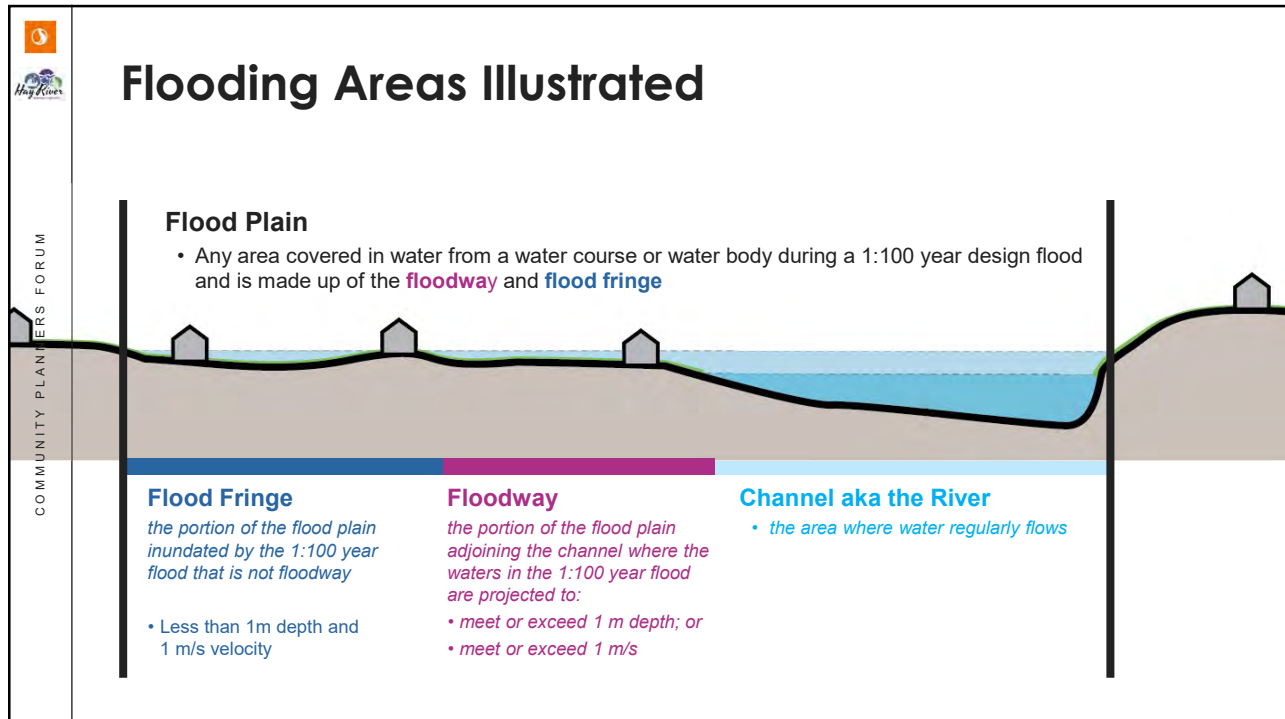 Hay River
COMMUNITY PLANNERS FORUM
Flooding Areas Illustrated
Flood Plain
• Any area covered in water from a water course or water body during a 1:100 year design flood
and is made up of the floodway and flood fringe
Flood Fringe
the portion of the flood plain
inundated by the 1:100 year
flood that is not floodway
• Less than 1m depth and
1 m/s velocity
Floodway
the portion of the flood plain
adjoining the channel where the
waters in the 1:100 year flood
are projected to:
• meet or exceed 1 m depth; or
• meet or exceed 1 m/s
Channel aka the River
• the area where water regularly flows